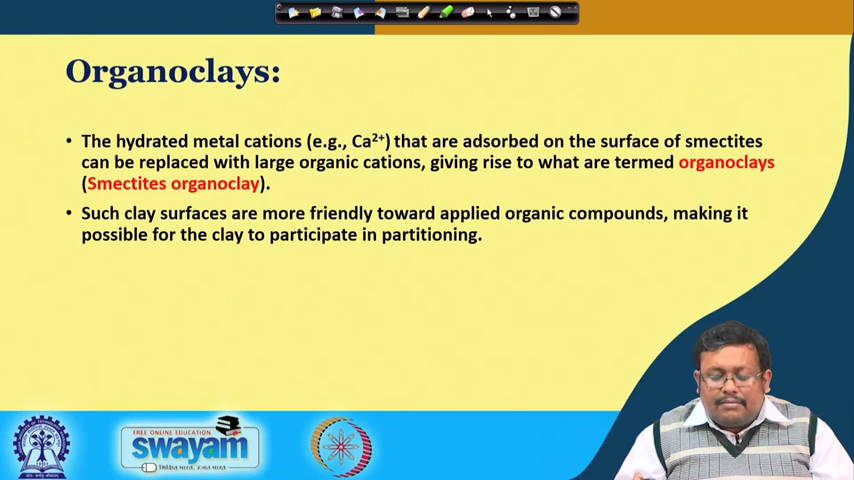 Organoclays:
• The hydrated metal cations (e.g., Ca²⁺) that are adsorbed on the surface of smectites
can be replaced with large organic cations, giving rise to what are termed organoclays
(Smectites organoclay).
• Such clay surfaces are more friendly toward applied organic compounds, making it
possible for the clay to participate in partitioning.
FREE ONLINE EDUCATION
swayam